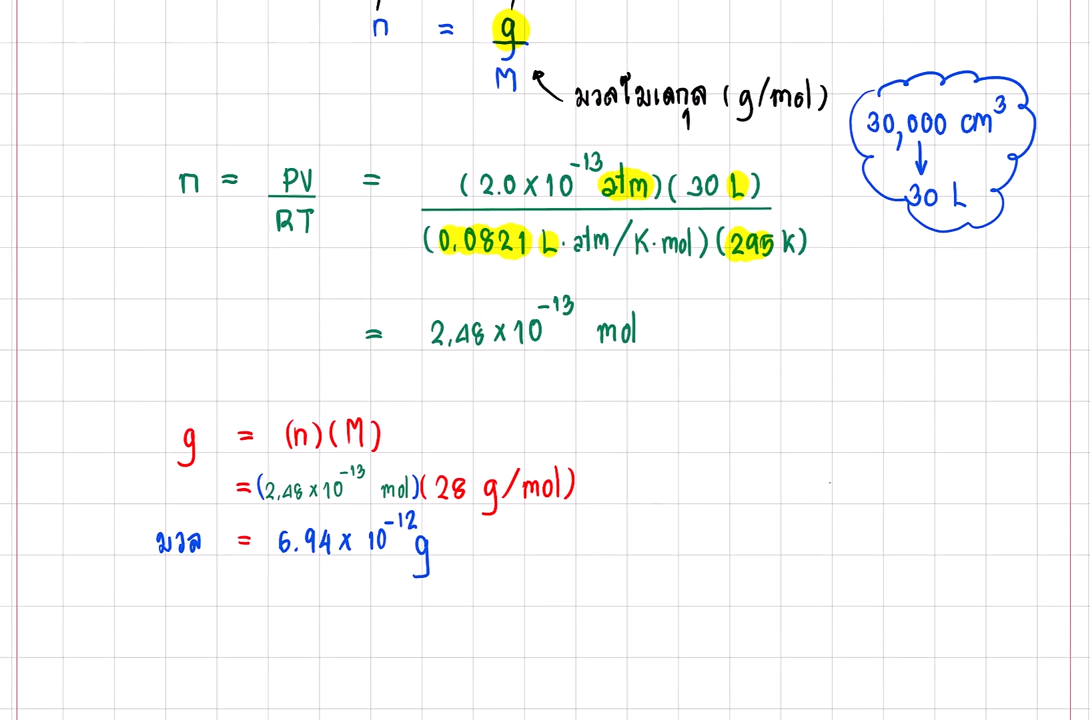 n = g/M
มวลโมเลกุล (g/mol)
30,000 cm³
↓
30 L
n = PV/RT = (2.0 x 10⁻¹³ atm)(30 L)/(0.0821 L. atm/K. mol)(295 K)
= 2.48 x 10⁻¹³ mol
g = (n)(M)
= (2.48 x 10⁻¹³ mol)(28 g/mol)
มวล = 6.94 x 10⁻¹² g